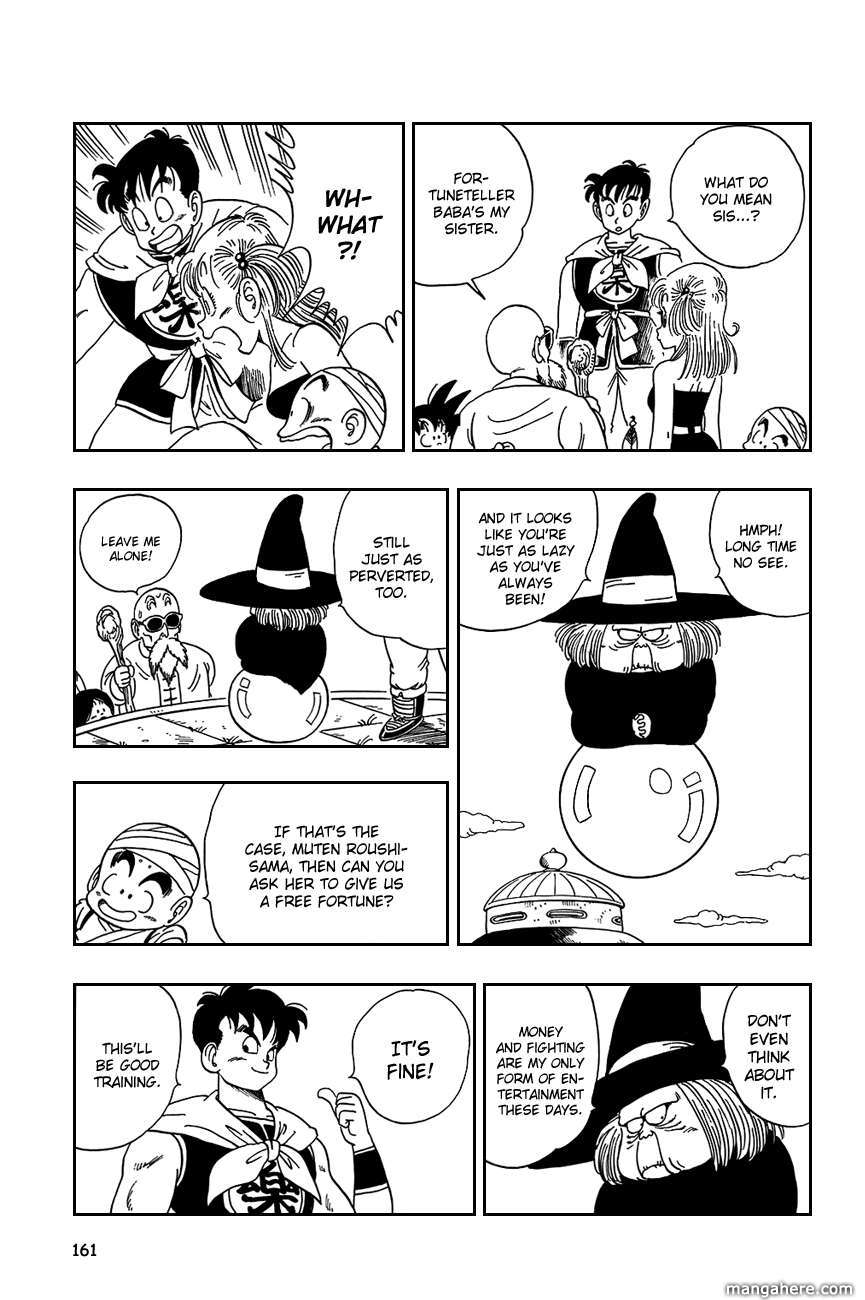 WHAT DO
YOU MEAN
SIS...?
FOR-
TUNETELLER
BABA'S MY
SISTER.
WH-
WHAT
?!
樂
樂
HMPH!
LONG TIME
NO SEE.
AND IT LOOKS
LIKE YOU'RE
JUST AS LAZY
AS YOU'VE
ALWAYS
BEEN!
STILL
JUST AS
PERVERTED,
TOO.
LEAVE ME
ALONE!
IF THAT'S THE
CASE, MUTEN ROUSHI-
SAMA, THEN CAN YOU
ASK HER TO GIVE US
A FREE FORTUNE?
DON'T
EVEN
THINK
ABOUT
IT.
MONEY
AND FIGHTING
ARE MY ONLY
FORM OF EN-
TERTAINMENT
THESE DAYS.
IT'S
FINE!
THIS'LL
BE GOOD
TRAINING.
樂
161
mangahere.com